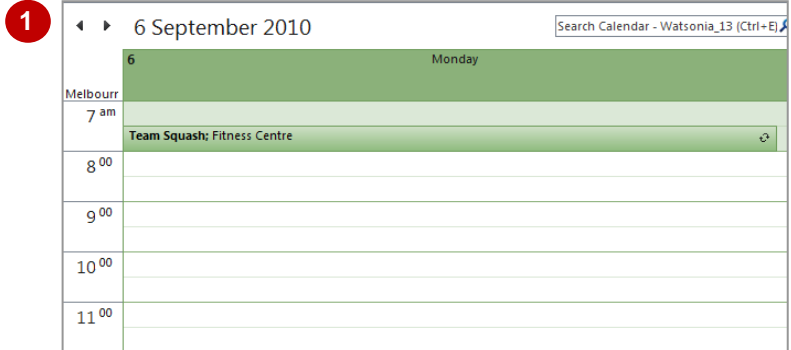 1
6 September 2010
Search Calendar - Watsonia_13 (Ctrl+E)
6 Monday
Melbourr
7 am
Team Squash; Fitness Centre
8 00
9 00
10 00
11 00